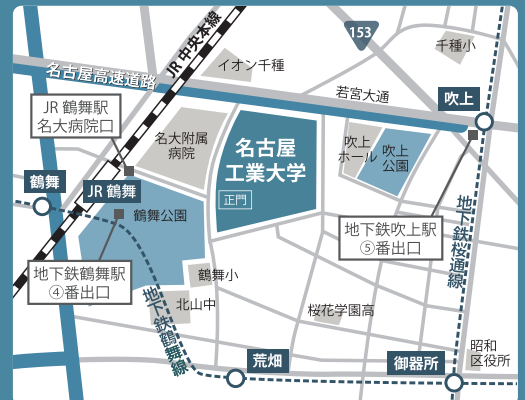 JR 中央本線
153
千種小
イオン千種
名古屋高速道路
若宮大通
吹上
JR 鶴舞駅
名大病院口
名大附属
病院
名古屋
工業大学
正門
吹上
ホール
吹上
公園
鶴舞
JR 鶴舞
鶴舞公園
地下鉄吹上駅
⑤番出口
地下鉄桜通線
地下鉄鶴舞駅
④番出口
鶴舞小
北山中
地下鉄鶴舞線
桜花学園高
荒畑
御器所
昭和
区役所